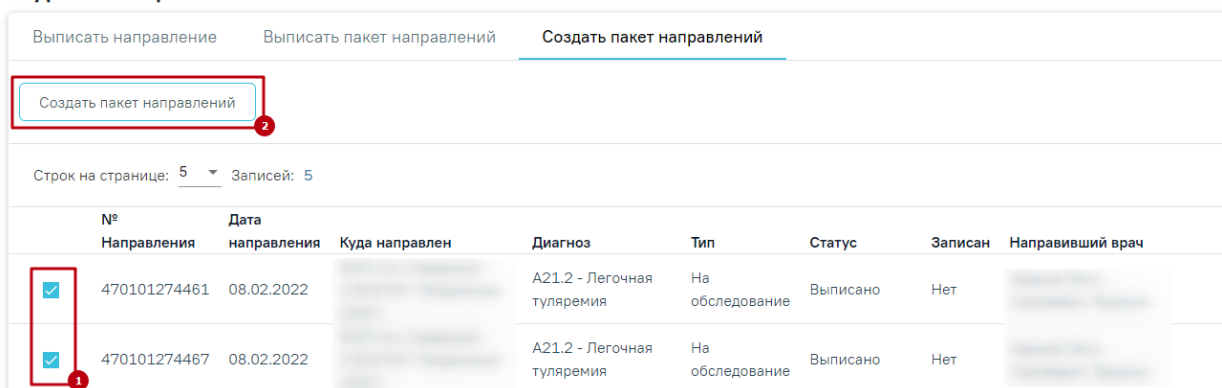 Выписать направление Выписать пакет направлений Создать пакет направлений
Создать пакет направлений
2
Строк на странице: 5 Записей: 5
№ Направления Дата направления Куда направлен Диагноз Тип Статус Записан Направивший врач
470101274461 08.02.2022 A21.2 - Легочная туляремия На обследование Выписано Нет
470101274467 08.02.2022 A21.2 - Легочная туляремия На обследование Выписано Нет
1